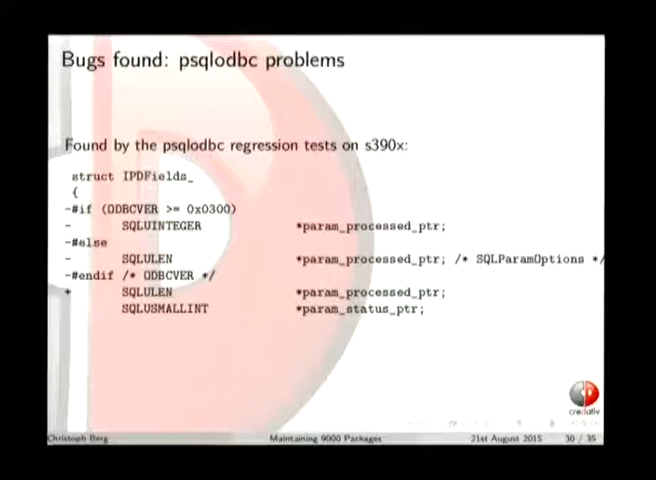 Bugs found: psqlodbc problems
Found by the psqlodbc regression tests on s390x:
struct IPDFields_
{
-#if (ODBCVER >= 0x0300)
- SQLUINTEGER *param_processed_ptr;
-#else
- SQLULEN *param_processed_ptr; /* SQLParamOptions */
-#endif /* ODBCVER */
+ SQLULEN *param_processed_ptr;
SQLUSMALLINT *param_status_ptr;
credativ
Christoph Berg Maintaining 9000 Packages 21st August 2015 30 / 35